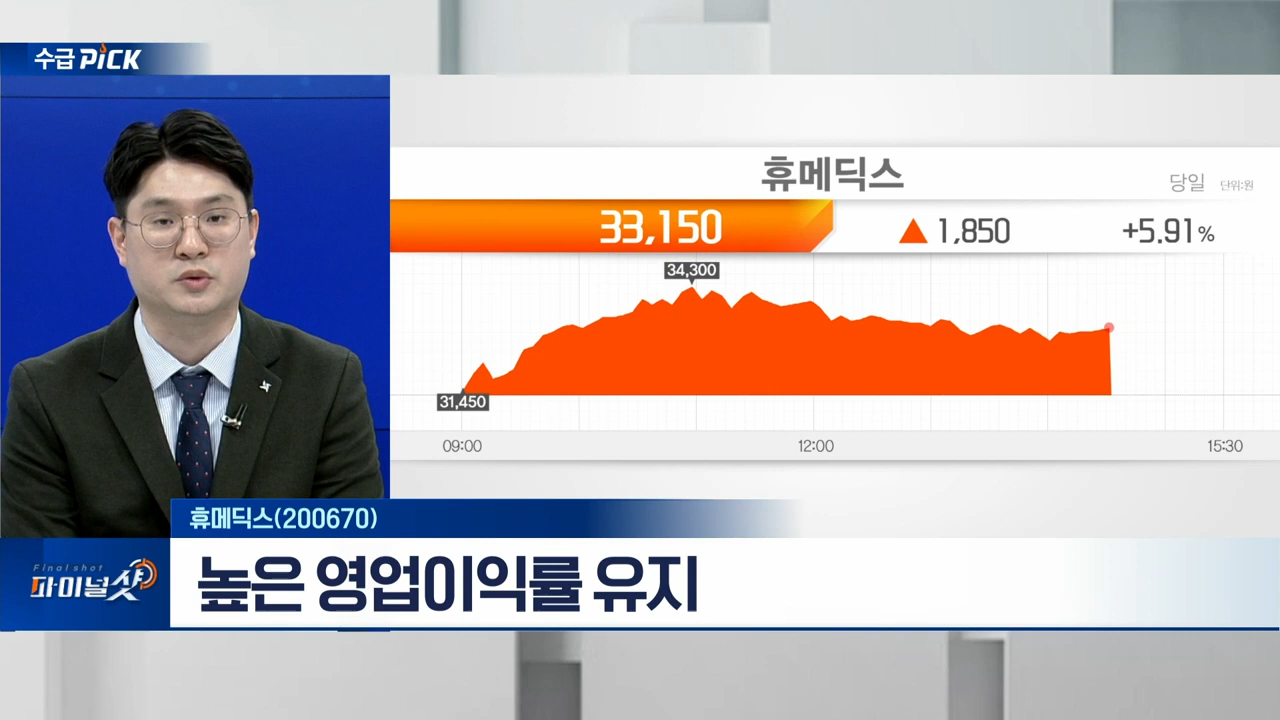 수급 PiCK
휴메딕스
당일 단위:원
33,150 ▲ 1,850 +5.91%
34,300
31,450
09:00 12:00 15:30
휴메딕스(200670)
Final shot
파이널샷
높은 영업이익률 유지